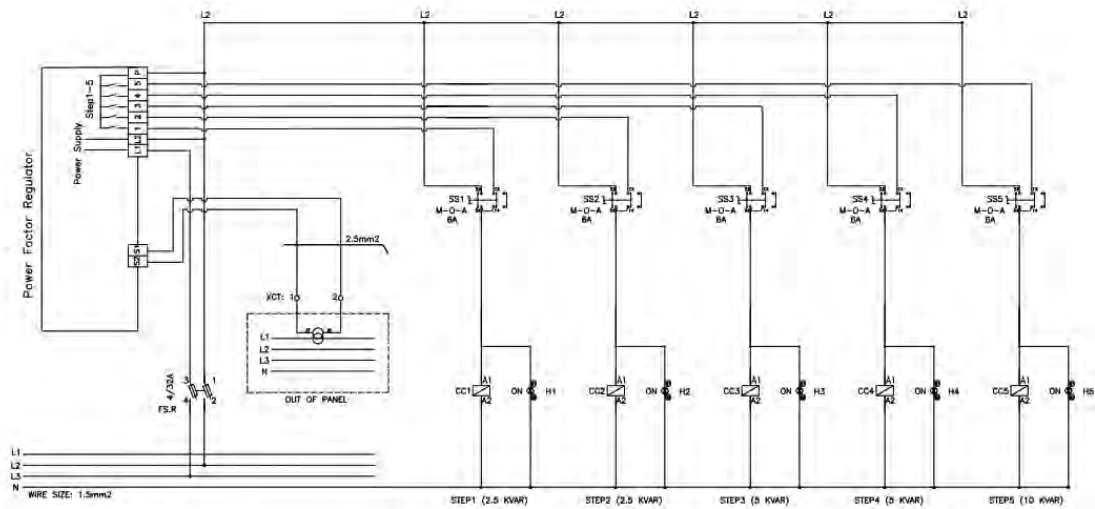 L2 L2 L2 L2 L2 L2
Power Factor Regulator
Step1-5
Power Supply
P
5
4
3
2
1
L2
L3
S1
S2
2.5mm2
XCT: 1 2
L1
L2
L3
N
OUT OF PANEL
SS1 SS2 SS3 SS4 SS5
M-O-A M-O-A M-O-A M-O-A M-O-A
6A 6A 6A 6A 6A
3 1
4/32A
4 2
FS.R
A1 A1 A1 A1 A1
CC1 ON H1 CC2 ON H2 CC3 ON H3 CC4 ON H4 CC5 ON H5
A2 A2 A2 A2 A2
L1
L2
L3
N
WIRE SIZE: 1.5mm2
STEP1 (2.5 KVAR) STEP2 (2.5 KVAR) STEP3 (5 KVAR) STEP4 (5 KVAR) STEP5 (10 KVAR)